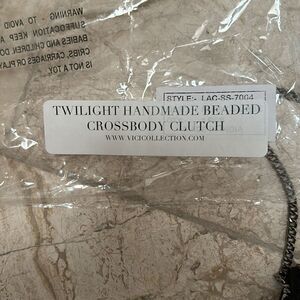 WARNING - TO AVOID
SUFFOCATION KEEP A
BABIES AND CHILDREN DO
CRIBS, CARRIAGES OR PLAY
IS NOT A TOY.
STYLE: LAC-SS-7004
TWILIGHT HANDMADE BEADED
CROSSBODY CLUTCH
WWW.VICICOLLECTION.COM